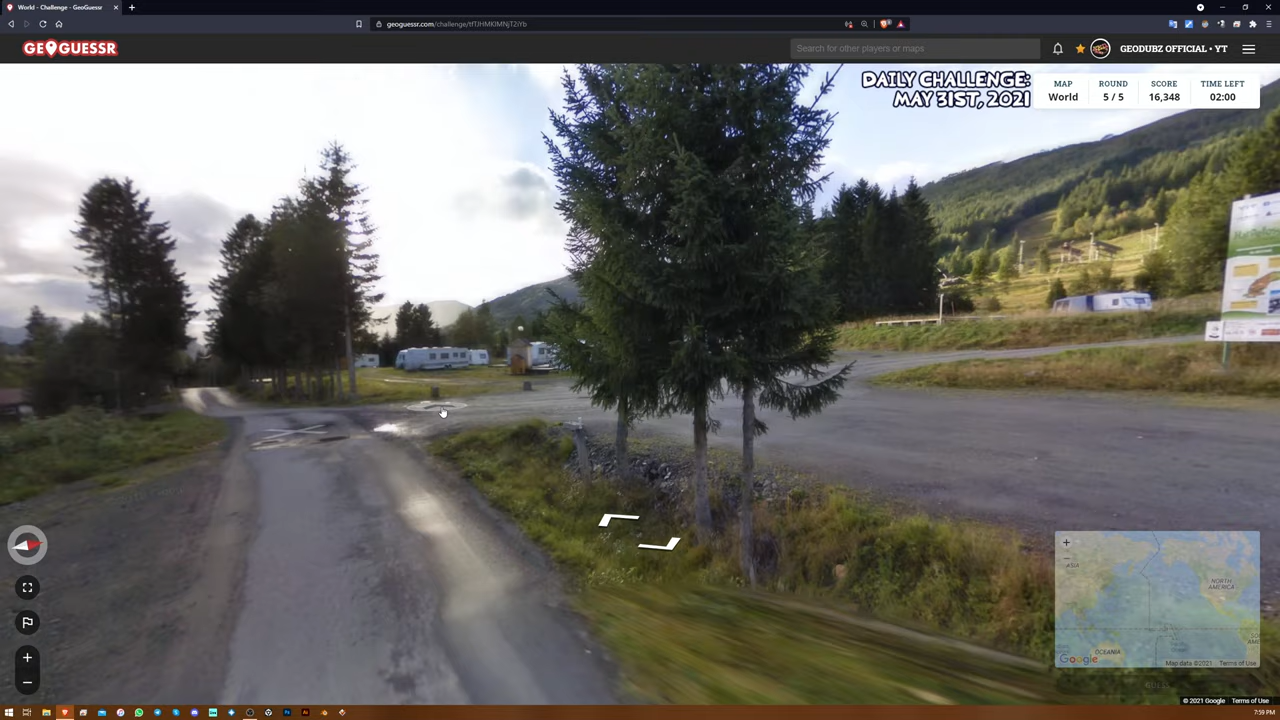 World - Challenge - GeoGuessr
geoguessr.com/challenge/tfTJHMKlMNjT2iYb
GEOGUESSR
Search for other players or maps
GEODUBZ OFFICIAL • YT
DAILY CHALLENGE:
MAY 31ST, 2021
MAP
World
ROUND
5 / 5
SCORE
16,348
TIME LEFT
02:00
ASIA
NORTH
AMERICA
OCEANIA
Google
Map data ©2021
Terms of Use
GUESS
© 2021 Google
Terms of Use
7:59 PM